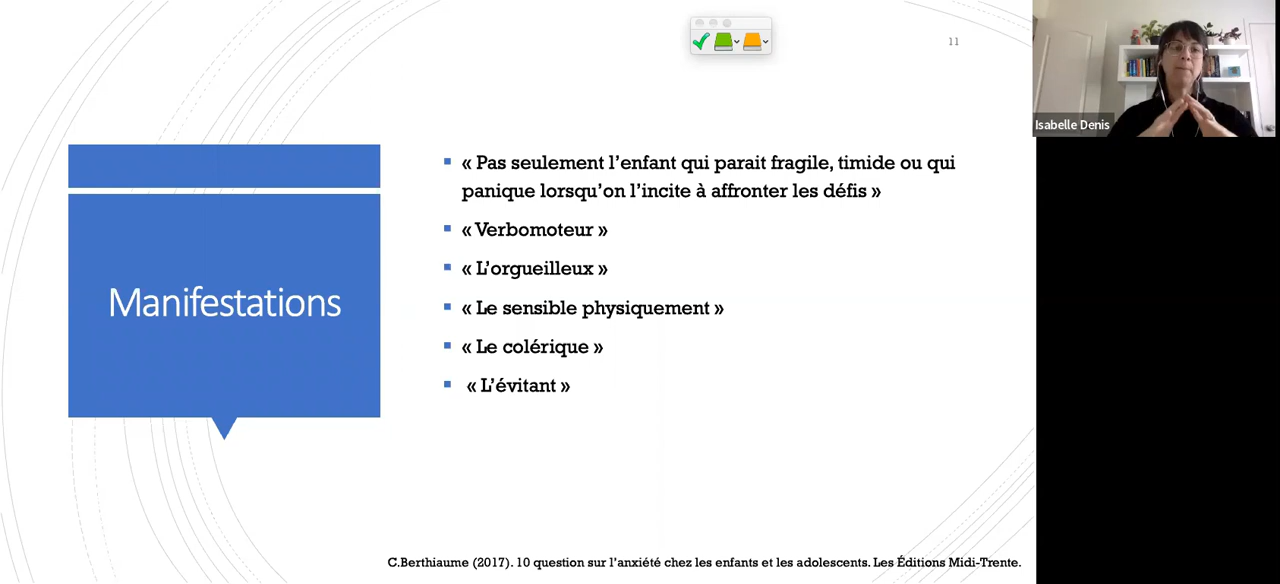 11
Isabelle Denis
Manifestations
« Pas seulement l’enfant qui parait fragile, timide ou qui
panique lorsqu’on l’incite à affronter les défis »
« Verbomoteur »
« L’orgueilleux »
« Le sensible physiquement »
« Le colérique »
« L’évitant »
C.Berthiaume (2017). 10 question sur l’anxiété chez les enfants et les adolescents. Les Éditions Midi-Trente.